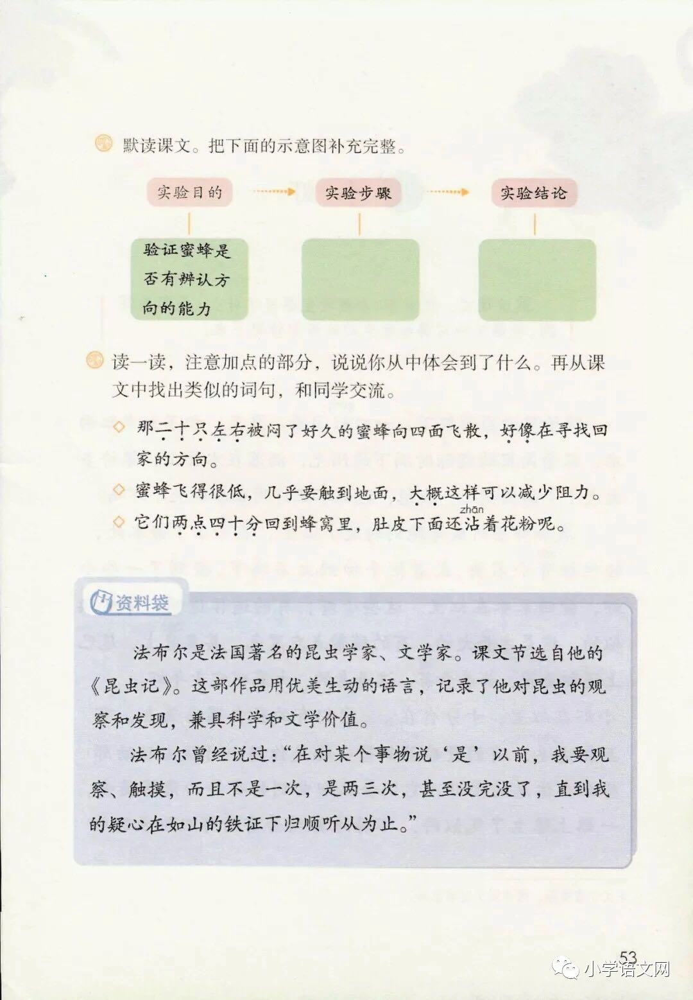 默读课文。把下面的示意图补充完整。
实验目的
实验步骤
实验结论
验证蜜蜂是
否有辨认方
向的能力
读一读，注意加点的部分，说说你从中体会到了什么。再从课
文中找出类似的词句，和同学交流。
那二十只左右被闷了好久的蜜蜂向四面飞散，好像在寻找回
家的方向。
蜜蜂飞得很低，几乎要触到地面，大概这样可以减少阻力。
zhān
它们两点四十分回到蜂窝里，肚皮下面还沾着花粉呢。
资料袋
法布尔是法国著名的昆虫学家、文学家。课文节选自他的
《昆虫记》。这部作品用优美生动的语言，记录了他对昆虫的观
察和发现，兼具科学和文学价值。
法布尔曾经说过：“在对某个事物说‘是’以前，我要观
察、触摸，而且不是一次，是两三次，甚至没完没了，直到我
的疑心在如山的铁证下归顺听从为止。”
53
小学语文网